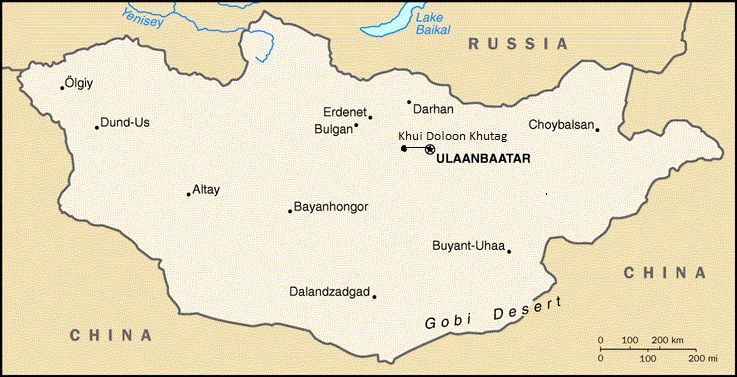 Yenisey
Lake
Baikal
RUSSIA
Ölgiy
Dund-Us
Erdenet
Bulgan
Darhan
Choybalsan
Khui Doloon Khutag
ULAANBAATAR
Altay
Bayanhongor
Buyant-Uhaa
Dalandzadgad
Gobi Desert
CHINA
CHINA
0 100 200 km
0 100 200 mi